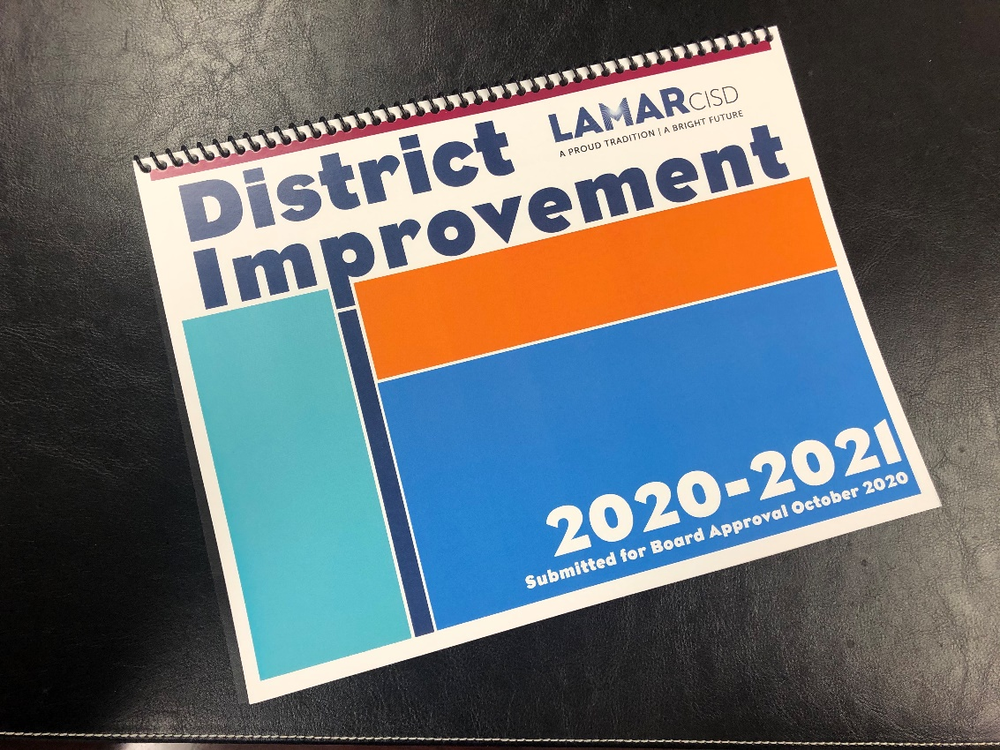 LAMARCISD
A PROUD TRADITION | A BRIGHT FUTURE
District
Improvement
2020-2021
Submitted for Board Approval October 2020